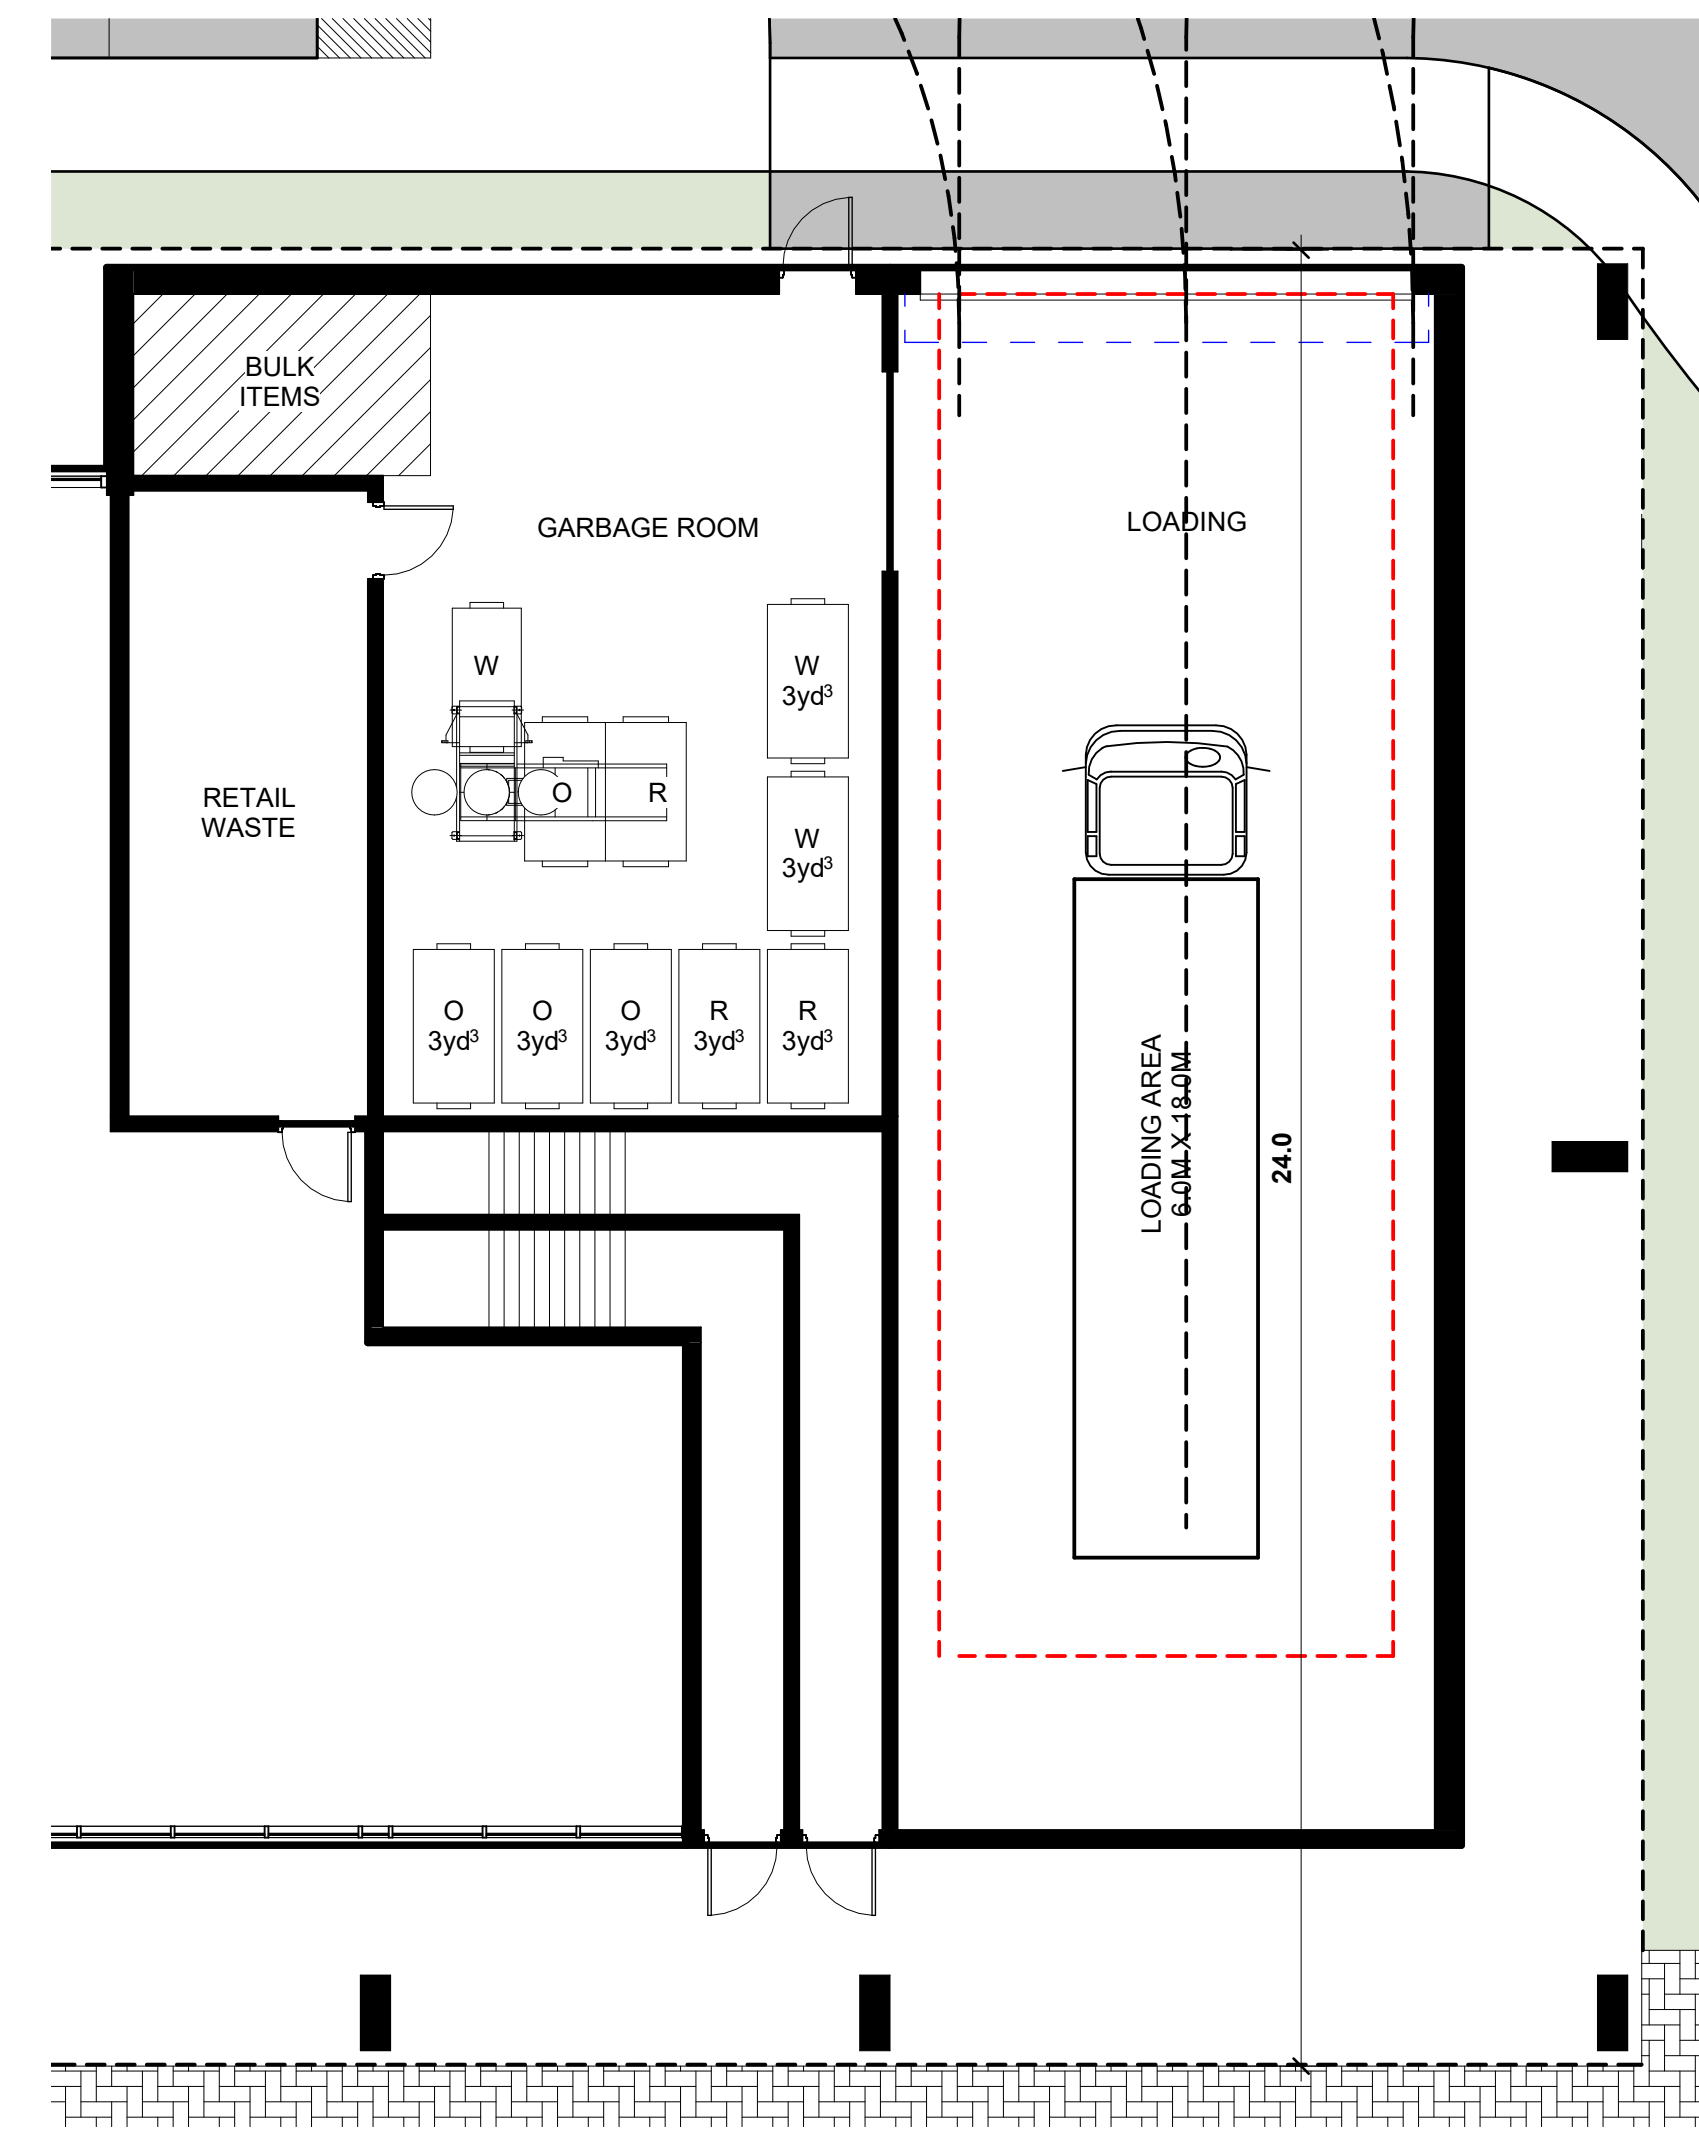 BULK
ITEMS
GARBAGE ROOM
LOADING
W
W
3yd³
RETAIL
WASTE
O
R
W
3yd³
O
3yd³
O
3yd³
O
3yd³
R
3yd³
R
3yd³
LOADING AREA
6.0M X 18.0M
24.0